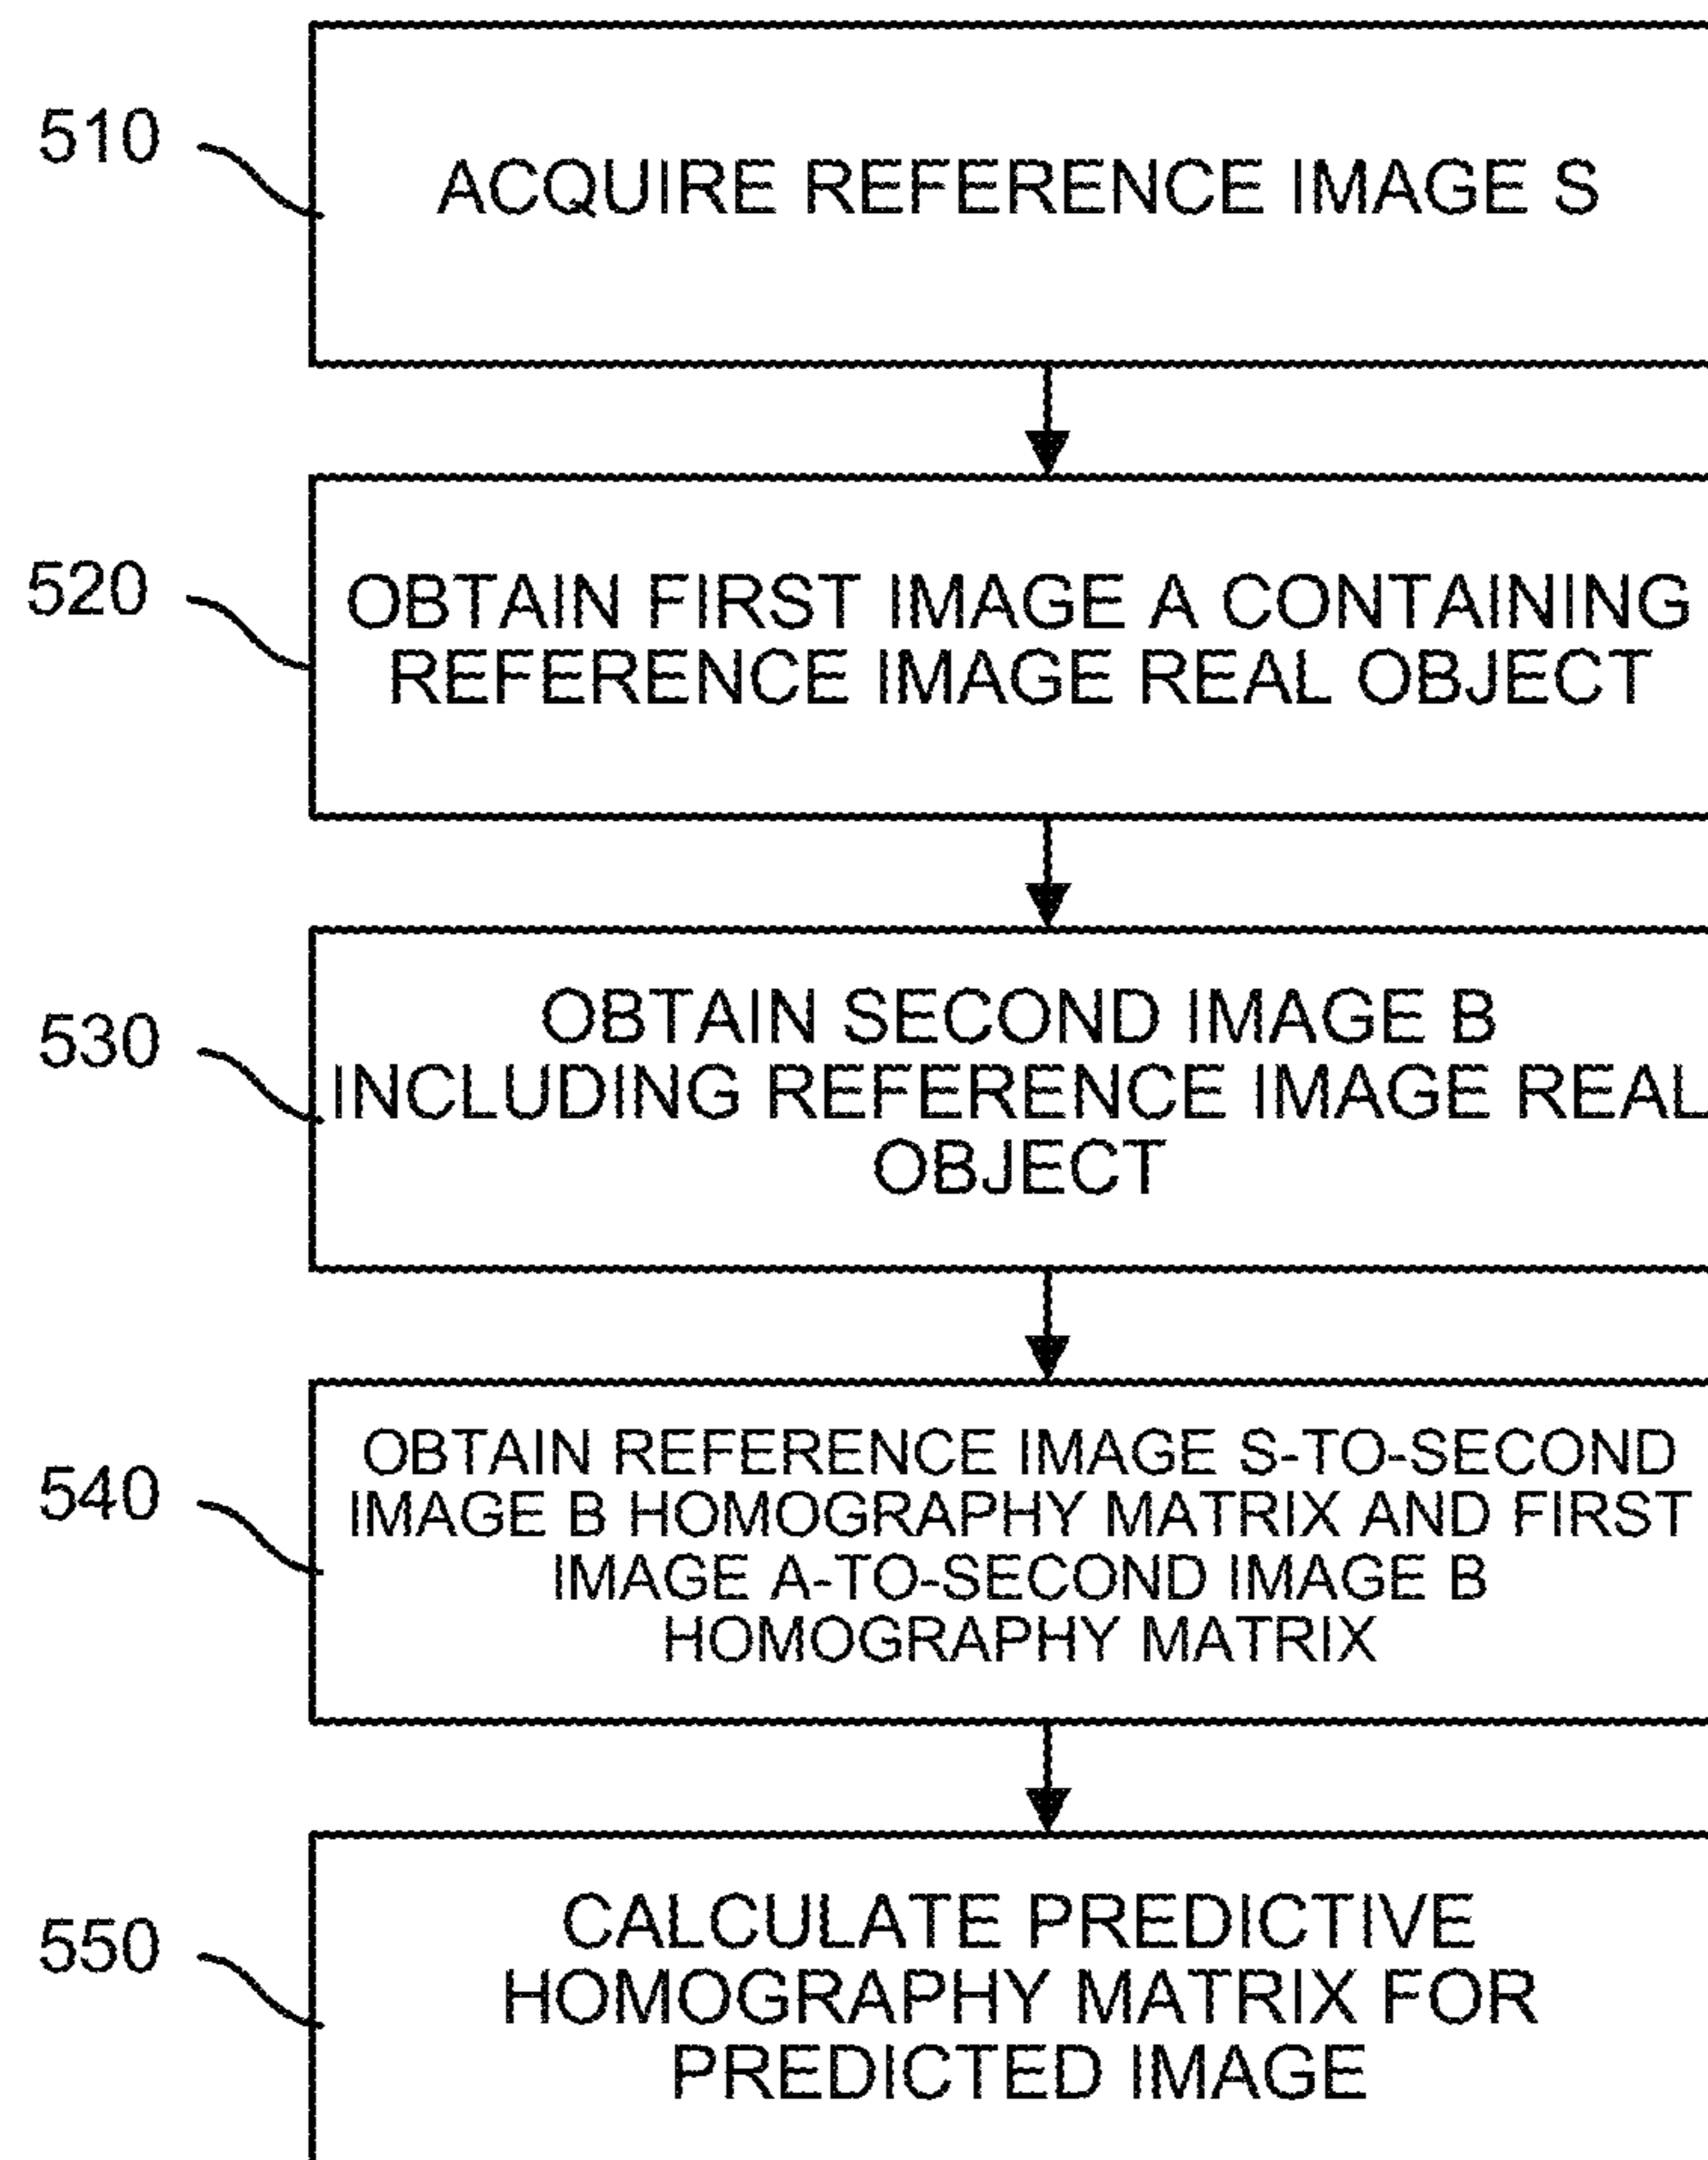 510
ACQUIRE REFERENCE IMAGE S
520
OBTAIN FIRST IMAGE A CONTAINING
REFERENCE IMAGE REAL OBJECT
530
OBTAIN SECOND IMAGE B
INCLUDING REFERENCE IMAGE REAL
OBJECT
540
OBTAIN REFERENCE IMAGE S-TO-SECOND
IMAGE B HOMOGRAPHY MATRIX AND FIRST
IMAGE A-TO-SECOND IMAGE B
HOMOGRAPHY MATRIX
550
CALCULATE PREDICTIVE
HOMOGRAPHY MATRIX FOR
PREDICTED IMAGE